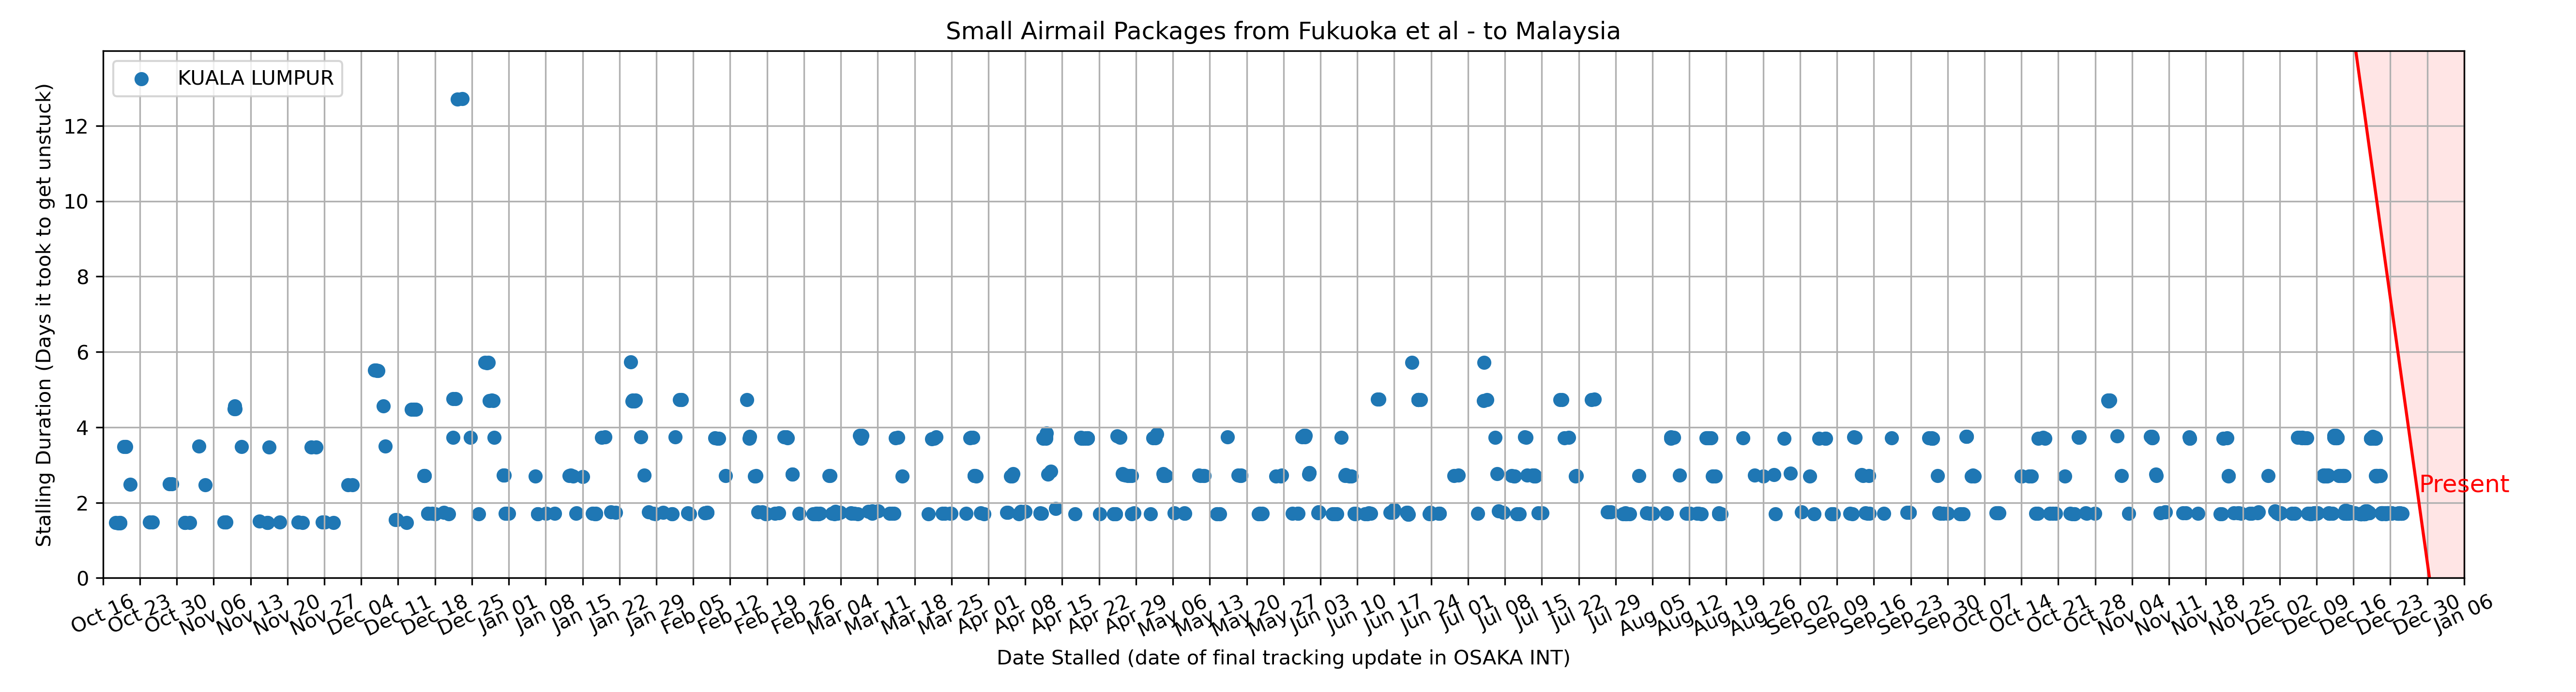 Small Airmail Packages from Fukuoka et al - to Malaysia
KUALA LUMPUR
Stalling Duration (Days it took to get unstuck)
12
10
8
6
4
2
0
Present
Oct 16
Oct 23
Oct 30
Nov 06
Nov 13
Nov 20
Nov 27
Dec 04
Dec 11
Dec 18
Dec 25
Jan 01
Jan 08
Jan 15
Jan 22
Jan 29
Feb 05
Feb 12
Feb 19
Feb 26
Mar 04
Mar 11
Mar 18
Mar 25
Apr 01
Apr 08
Apr 15
Apr 22
Apr 29
May 06
May 13
May 20
May 27
Jun 03
Jun 10
Jun 17
Jun 24
Jul 01
Jul 08
Jul 15
Jul 22
Jul 29
Aug 05
Aug 12
Aug 19
Aug 26
Sep 02
Sep 09
Sep 16
Sep 23
Sep 30
Oct 07
Oct 14
Oct 21
Oct 28
Nov 04
Nov 11
Nov 18
Nov 25
Dec 02
Dec 09
Dec 16
Dec 23
Dec 30
Jan 06
Date Stalled (date of final tracking update in OSAKA INT)